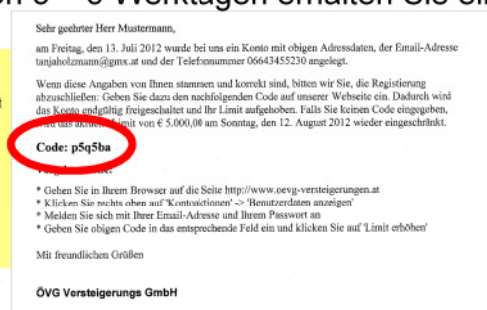 Werktagen erhalten Sie ei
Sehr geehrter Herr Mustermann,
am Freitag, den 13. Juli 2012 wurde bei uns ein Konto mit obigen Adressdaten, der Email-Adresse
tanjaholzmann@gmx.at und der Telefonnummer 06643455230 angelegt.
Wenn diese Angaben von Ihnen stammen und korrekt sind, bitten wir Sie, die Registierung
abzuschließen: Geben Sie dazu den nachfolgenden Code auf unserer Webseite ein. Dadurch wird
das Konto endgültig freigeschaltet und Ihr Limit aufgehoben. Falls Sie keinen Code eingegeben,
wird das aktuelle Limit von € 5.000,00 am Sonntag, den 12. August 2012 wieder eingeschränkt.
Code: p5q5ba
* Gehen Sie in Ihrem Browser auf die Seite http://www.oevg-versteigerungen.at
* Klicken Sie rechts oben auf 'Kontoaktionen' -> 'Benutzerdaten anzeigen'
* Melden Sie sich mit Ihrer Email-Adresse und Ihrem Passwort an
* Geben Sie obigen Code in das entsprechende Feld ein und klicken Sie auf 'Limit erhöhen'
Mit freundlichen Grüßen
ÖVG Versteigerungs GmbH